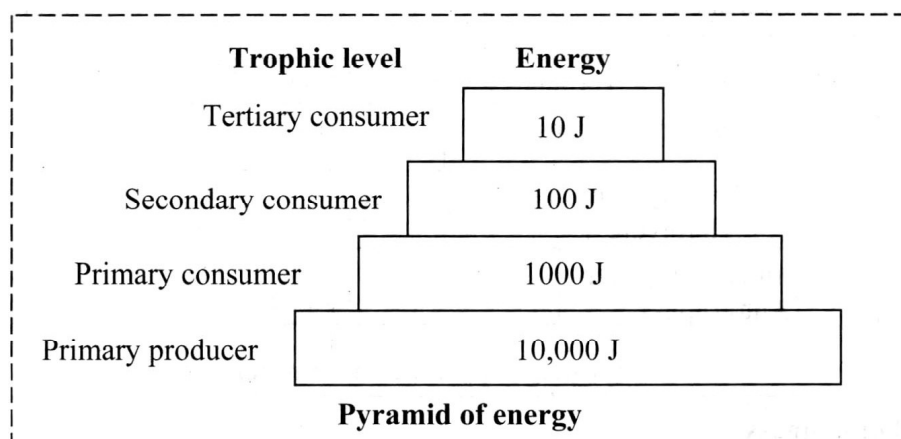 Trophic level Energy
Tertiary consumer 10 J
Secondary consumer 100 J
Primary consumer 1000 J
Primary producer 10,000 J
Pyramid of energy